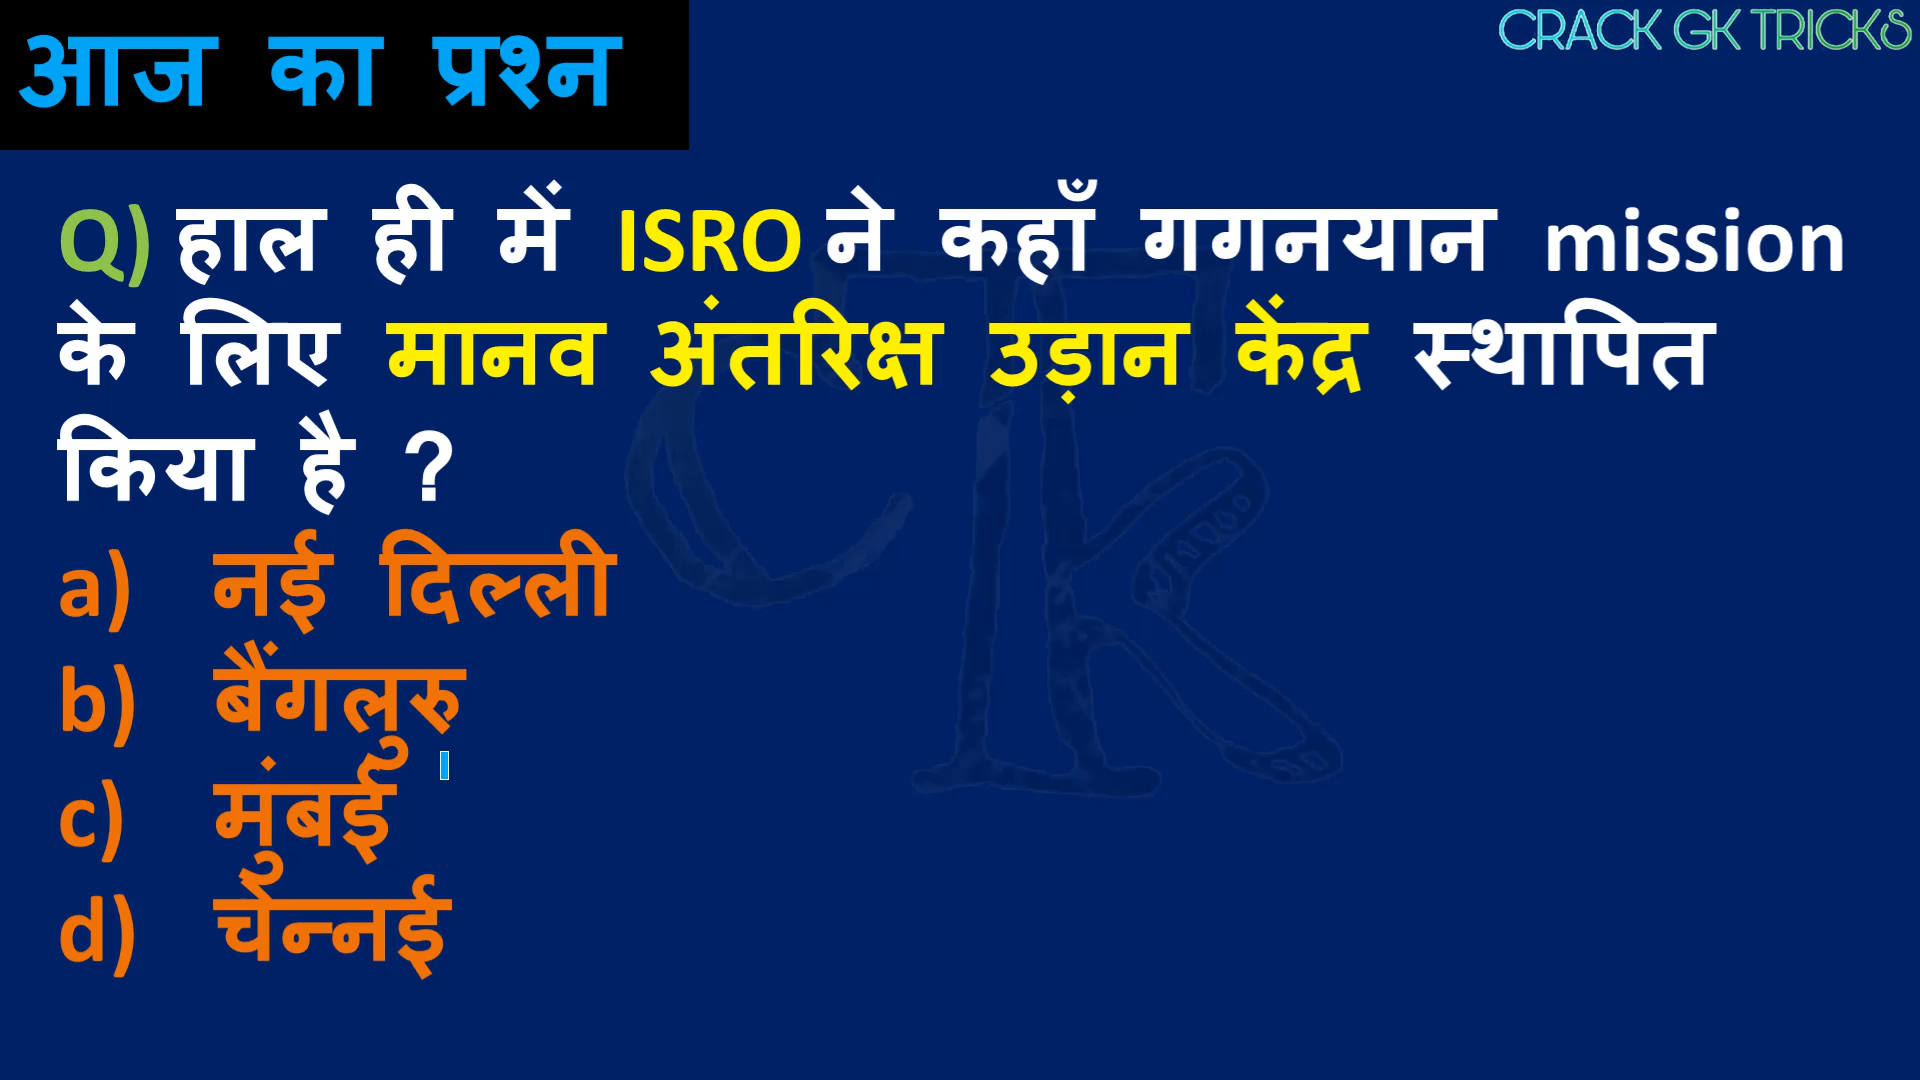 आज का प्रश्न
CRACK GK TRICKS
Q) हाल ही में ISRO ने कहाँ गगनयान mission
के लिए मानव अंतरिक्ष उड़ान केंद्र स्थापित
किया है ?
a) नई दिल्ली
b) बैंगलुरु
c) मुंबई
d) चेन्नई